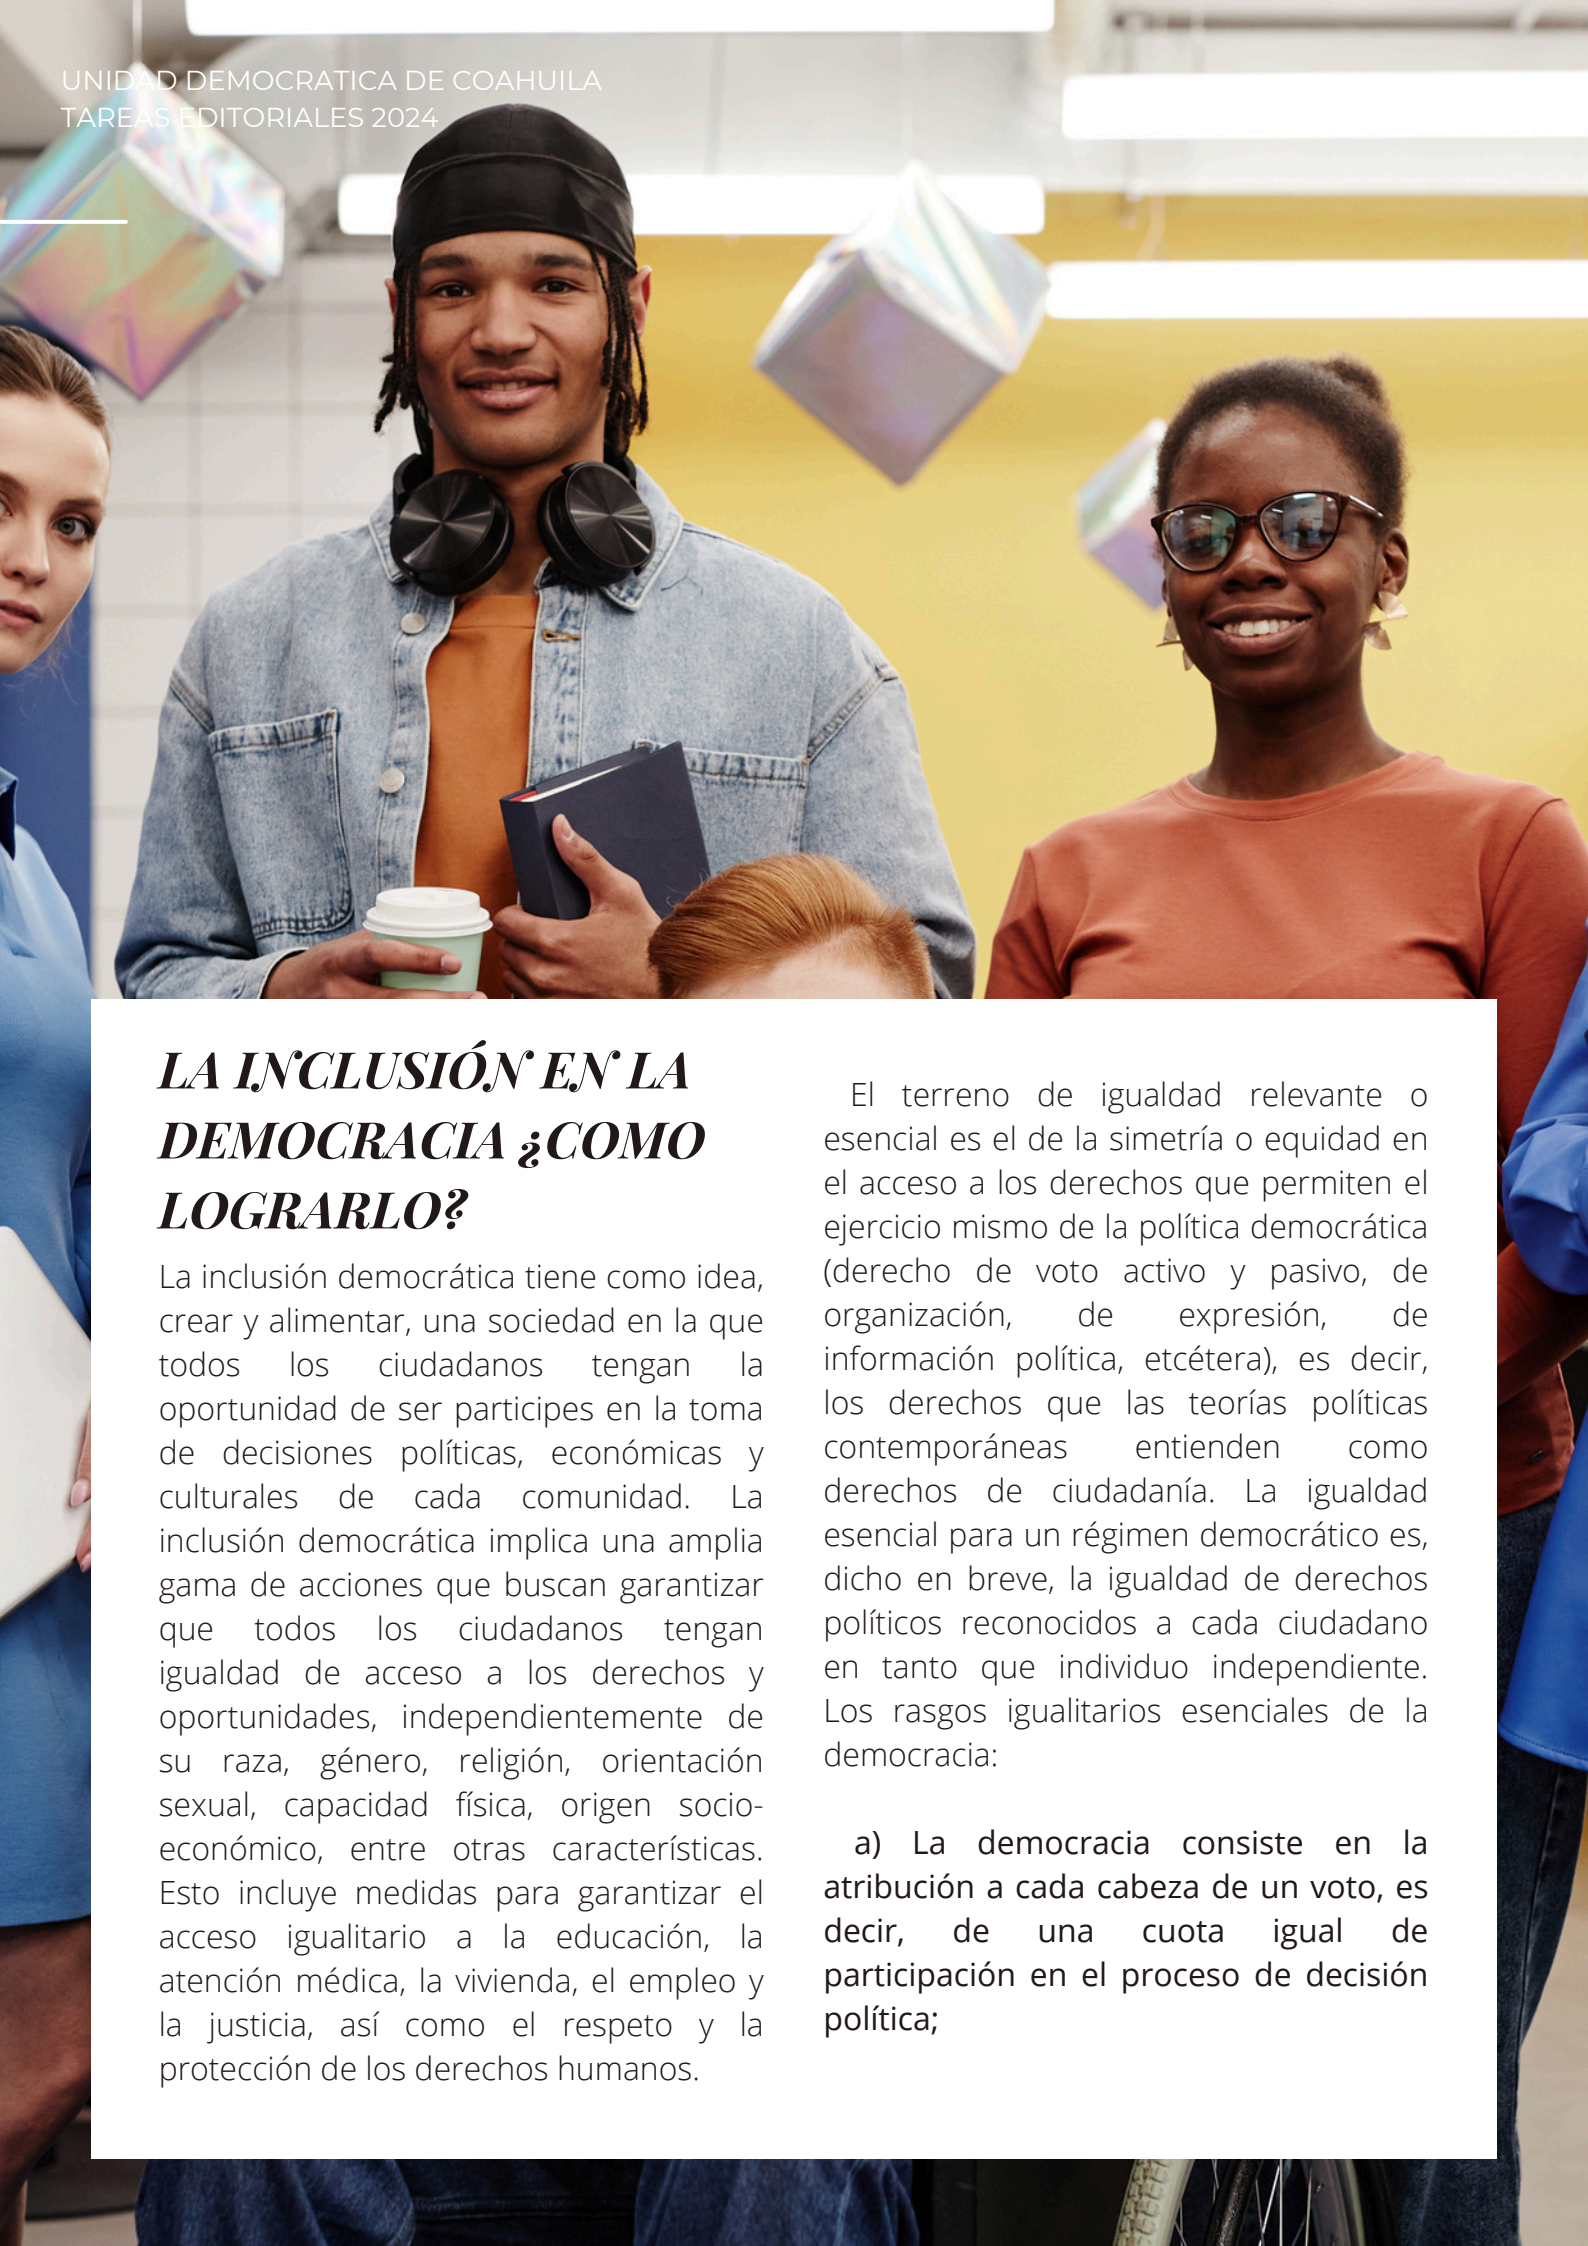 UNIDAD DEMOCRATICA DE COAHUILA
TAREAS EDITORIALES 2024
LA INCLUSIÓN EN LA
DEMOCRACIA ¿COMO
LOGRARLO?
La inclusión democrática tiene como idea,
crear y alimentar, una sociedad en la que
todos los ciudadanos tengan la
oportunidad de ser participes en la toma
de decisiones políticas, económicas y
culturales de cada comunidad. La
inclusión democrática implica una amplia
gama de acciones que buscan garantizar
que todos los ciudadanos tengan
igualdad de acceso a los derechos y
oportunidades, independientemente de
su raza, género, religión, orientación
sexual, capacidad física, origen socio-
económico, entre otras características.
Esto incluye medidas para garantizar el
acceso igualitario a la educación, la
atención médica, la vivienda, el empleo y
la justicia, así como el respeto y la
protección de los derechos humanos.
El terreno de igualdad relevante o
esencial es el de la simetría o equidad en
el acceso a los derechos que permiten el
ejercicio mismo de la política democrática
(derecho de voto activo y pasivo, de
organización, de expresión, de
información política, etcétera), es decir,
los derechos que las teorías políticas
contemporáneas entienden como
derechos de ciudadanía. La igualdad
esencial para un régimen democrático es,
dicho en breve, la igualdad de derechos
políticos reconocidos a cada ciudadano
en tanto que individuo independiente.
Los rasgos igualitarios esenciales de la
democracia:
a) La democracia consiste en la
atribución a cada cabeza de un voto, es
decir, de una cuota igual de
participación en el proceso de decisión
política;